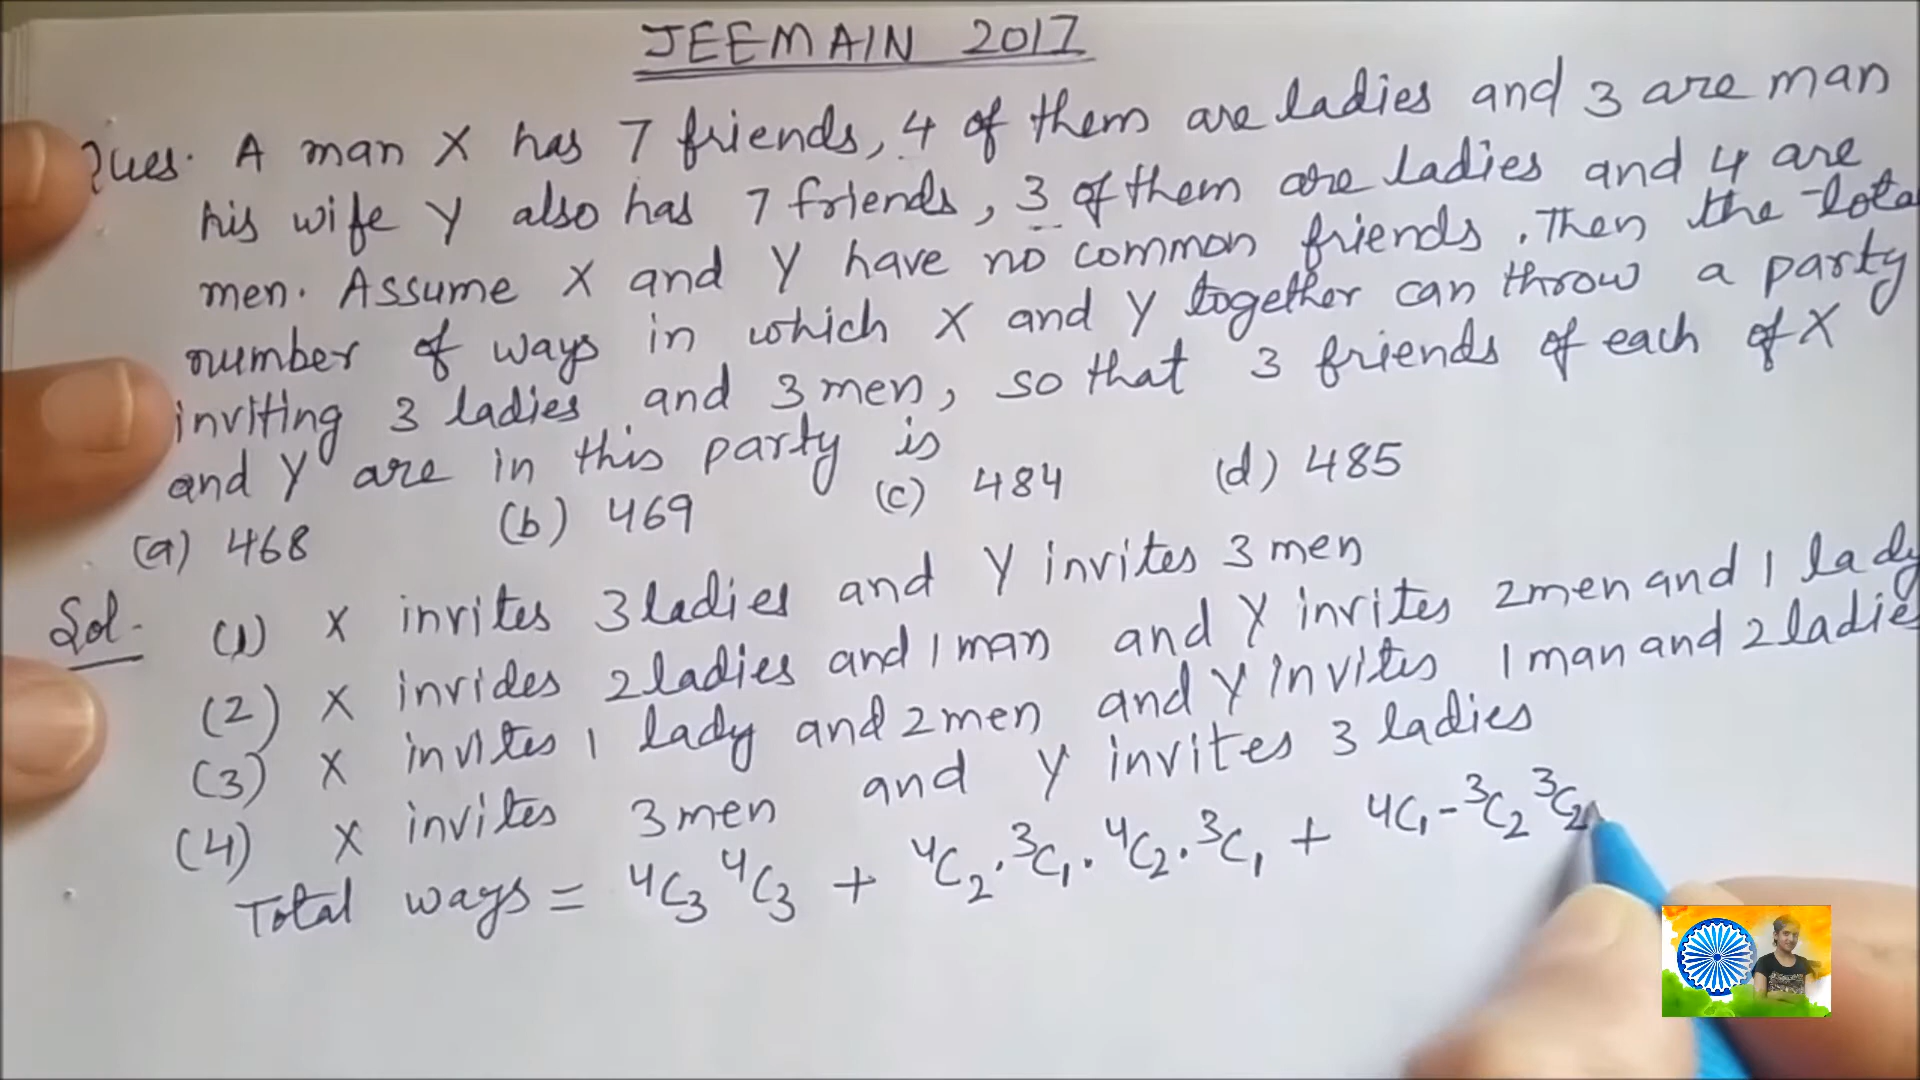 JEEMAIN 2017
Ques. A man X has 7 friends, 4 of them are ladies and 3 are man
his wife Y also has 7 friends, 3 of them are ladies and 4 are
men. Assume X and Y have no common friends. Then the total
number of ways in which X and Y together can throw a party
inviting 3 ladies and 3 men, so that 3 friends of each of X
and Y are in this party is
(a) 468 (b) 469 (c) 484 (d) 485
Sol. (1) X invites 3 ladies and Y invites 3 men
(2) X invides 2 ladies and 1 man and Y invites 2 men and 1 lady
(3) X invites 1 lady and 2 men and Y invites 1 man and 2 ladies
(4) X invites 3 men and Y invites 3 ladies
Total ways = ⁴C₃ ⁴C₃ + ⁴C₂ . ³C₁ . ⁴C₂ . ³C₁ + ⁴C₁ - ³C₂ ³C₂